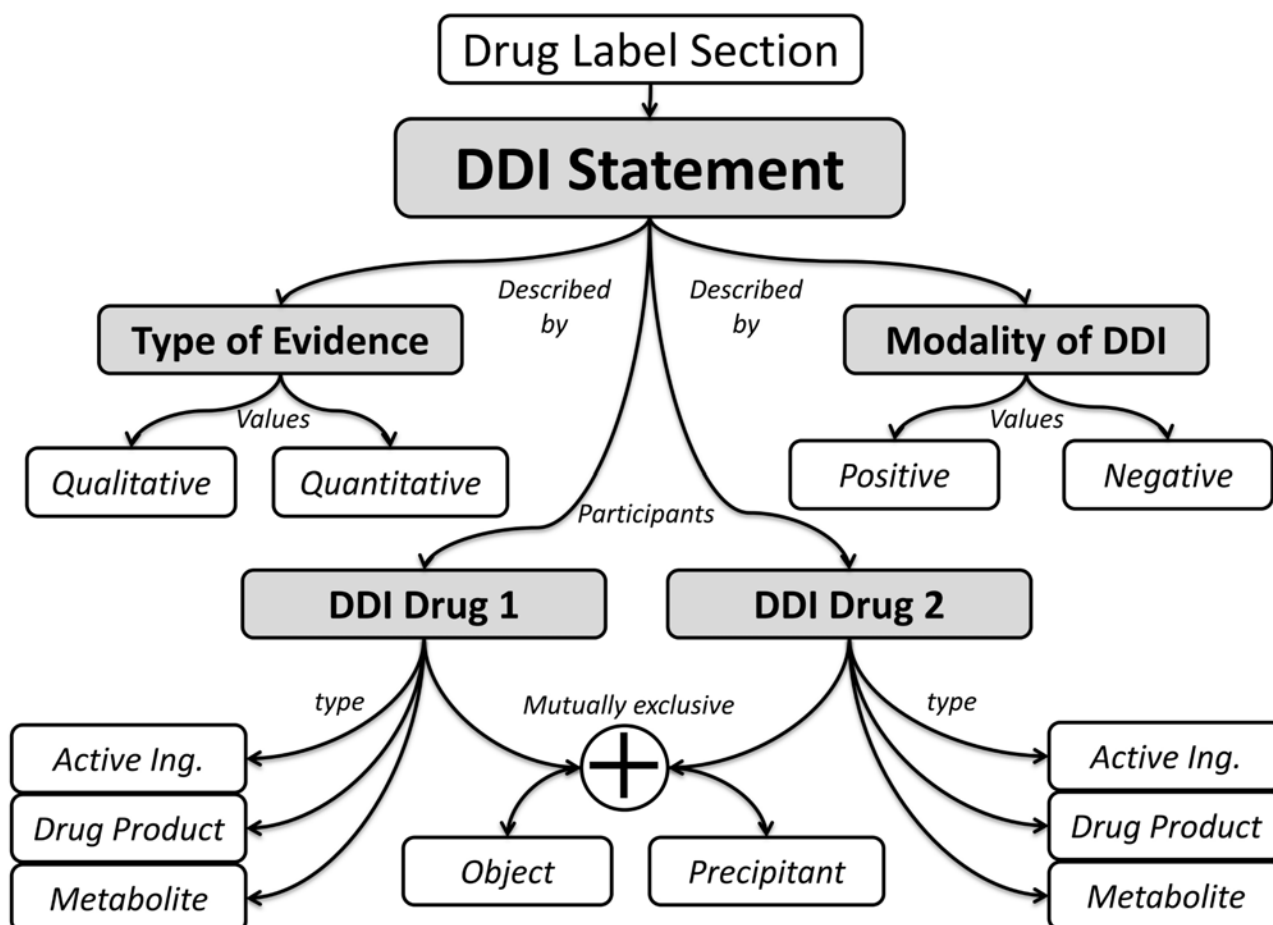 Drug Label Section
DDI Statement
Described
by
Described
by
Type of Evidence
Modality of DDI
Values
Values
Qualitative
Quantitative
Positive
Negative
Participants
DDI Drug 1
DDI Drug 2
type
Mutually exclusive
type
Active Ing.
Active Ing.
Drug Product
Drug Product
Object
Precipitant
Metabolite
Metabolite